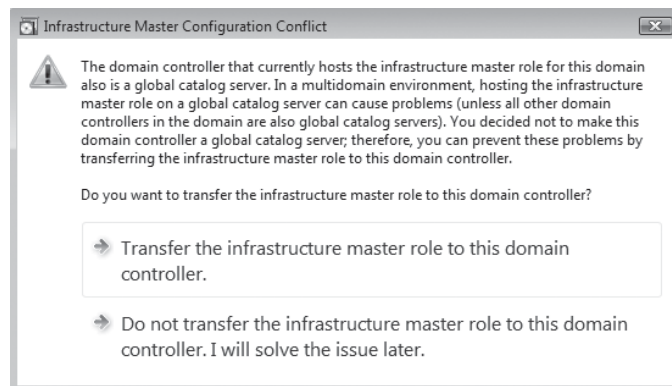 Infrastructure Master Configuration Conflict
The domain controller that currently hosts the infrastructure master role for this domain
also is a global catalog server. In a multidomain environment, hosting the infrastructure
master role on a global catalog server can cause problems (unless all other domain
controllers in the domain are also global catalog servers). You decided not to make this
domain controller a global catalog server; therefore, you can prevent these problems by
transferring the infrastructure master role to this domain controller.
Do you want to transfer the infrastructure master role to this domain controller?
Transfer the infrastructure master role to this domain
controller.
Do not transfer the infrastructure master role to this domain
controller. I will solve the issue later.